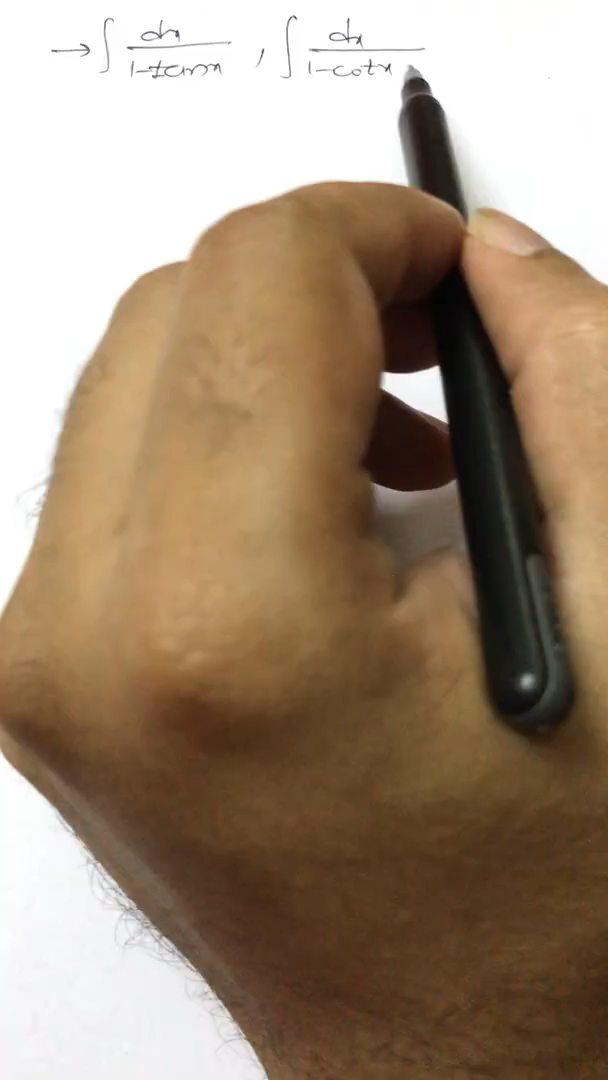 → ∫ dx/(1-tanx) , ∫ dx/(1-cotx)